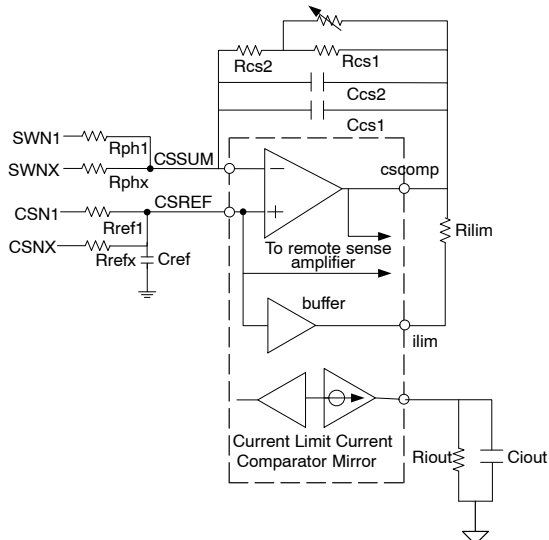 Rcs2
Rcs1
Ccs2
Ccs1
SWN1
Rph1
SWNX
Rphx
CSSUM
cscomp
CSN1
Rref1
CSREF
CSNX
Rrefx
Cref
−
+
To remote sense
amplifier
Rilim
buffer
ilim
Current Limit Current
Comparator Mirror
Riout
Ciout